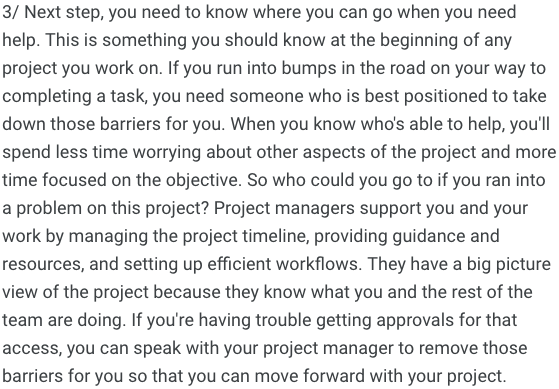 3/ Next step, you need to know where you can go when you need
help. This is something you should know at the beginning of any
project you work on. If you run into bumps in the road on your way to
completing a task, you need someone who is best positioned to take
down those barriers for you. When you know who's able to help, you'll
spend less time worrying about other aspects of the project and more
time focused on the objective. So who could you go to if you ran into
a problem on this project? Project managers support you and your
work by managing the project timeline, providing guidance and
resources, and setting up efficient workflows. They have a big picture
view of the project because they know what you and the rest of the
team are doing. If you're having trouble getting approvals for that
access, you can speak with your project manager to remove those
barriers for you so that you can move forward with your project.